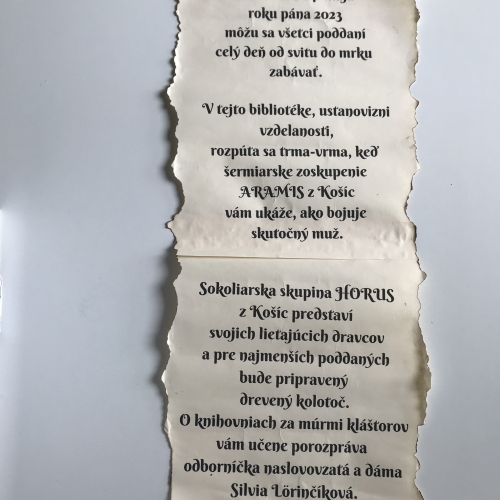 roku pána 2023
môžu sa všetci poddaní
celý deň od svitu do mrku
zabávať.
V tejto bibliotéke, ustanovizni
vzdelanosti,
rozpúta sa trma-vrma, keď
šermiarske zoskupenie
ARAMIS z Košíc
vám ukáže, ako bojuje
skutočný muž.
Sokoliarska skupina HORUS
z Košíc predstaví
svojich lietajúcich dravcov
a pre najmenších poddaných
bude pripravený
drevený kolotoč.
O knihovniach za múrmi kláštorov
vám učene porozpráva
odborníčka naslovovzatá a dáma
Silvia Lörinčíková.